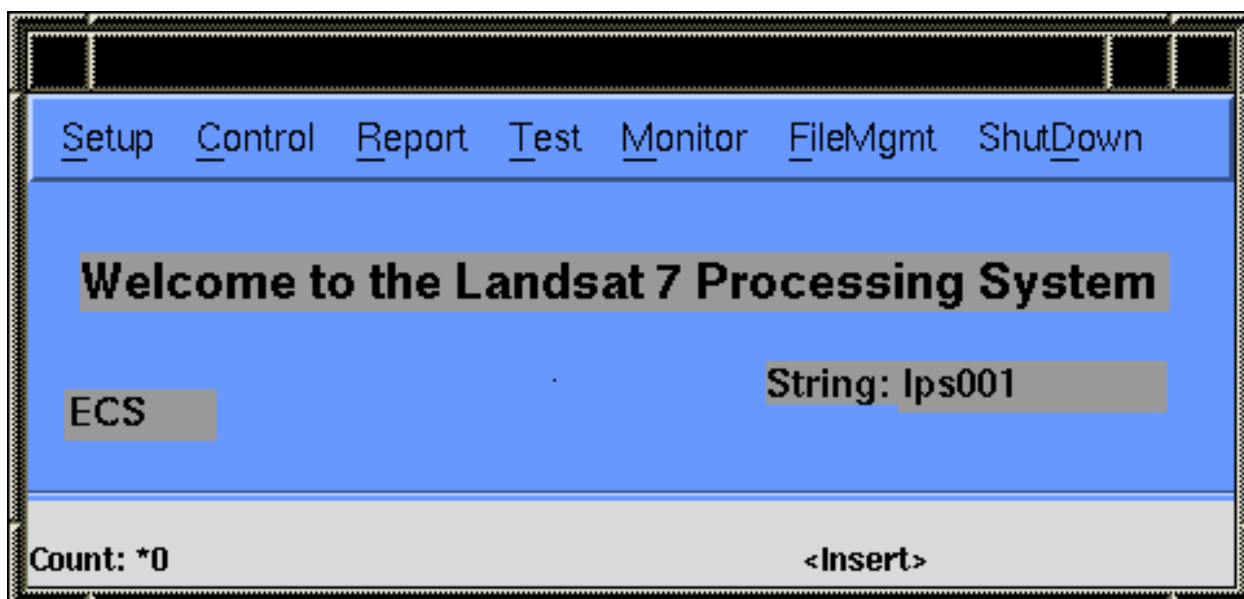 Setup Control Report Test Monitor FileMgmt ShutDown
Welcome to the Landsat 7 Processing System
String: lps001
ECS
Count: *0 <Insert>